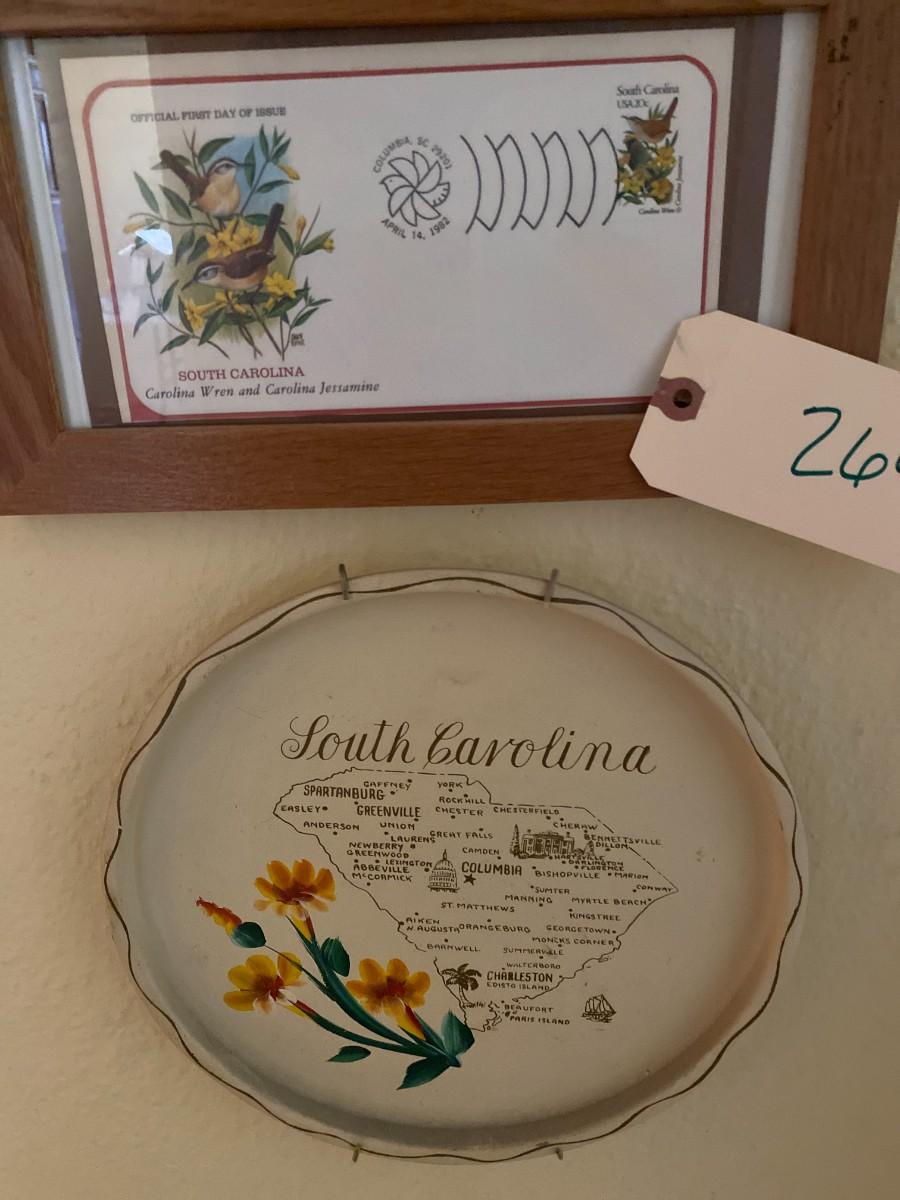 OFFICIAL FIRST DAY OF ISSUE
COLUMBIA, SC 29201
APRIL 14, 1982
South Carolina
USA 20c
Carolina Wren &
Carolina Jessamine
SOUTH CAROLINA
Carolina Wren and Carolina Jessamine
26
South Carolina
GAFFNEY YORK
SPARTANBURG ROCK HILL
EASLEY GREENVILLE CHESTER CHESTERFIELD
ANDERSON UNION CHERAW
LAURENS GREAT FALLS BENNETTSVILLE
NEWBERRY DILLON
GREENWOOD CAMDEN HARTSVILLE
LEXINGTON DARLINGTON
ABBEVILLE COLUMBIA FLORENCE
McCORMICK BISHOPVILLE MARION
SUMTER CONWAY
MANNING MYRTLE BEACH
ST. MATTHEWS
KINGSTREE
AIKEN
N. AUGUSTA ORANGEBURG GEORGETOWN
MONCKS CORNER
BARNWELL SUMMERVILLE
WALTERBORO
CHARLESTON
EDISTO ISLAND
BEAUFORT
PARIS ISLAND